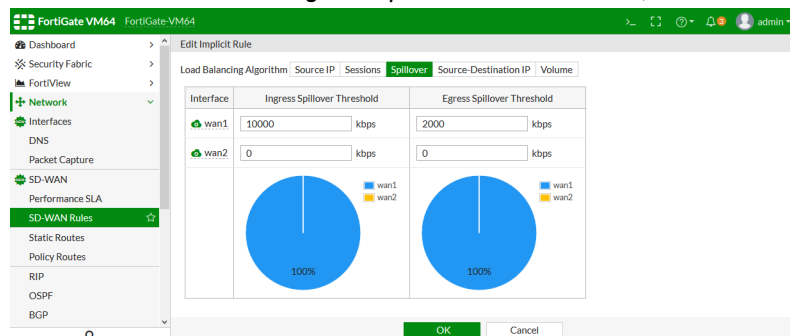 FortiGate VM64 FortiGate-VM64
>_ 3 admin
Dashboard
Security Fabric
FortiView
Network
Interfaces
DNS
Packet Capture
SD-WAN
Performance SLA
SD-WAN Rules
Static Routes
Policy Routes
RIP
OSPF
BGP
Edit Implicit Rule
Load Balancing Algorithm Source IP Sessions Spillover Source-Destination IP Volume
Interface Ingress Spillover Threshold Egress Spillover Threshold
wan1 10000 kbps 2000 kbps
wan2 0 kbps 0 kbps
wan1 wan1
wan2 wan2
100% 100%
OK Cancel